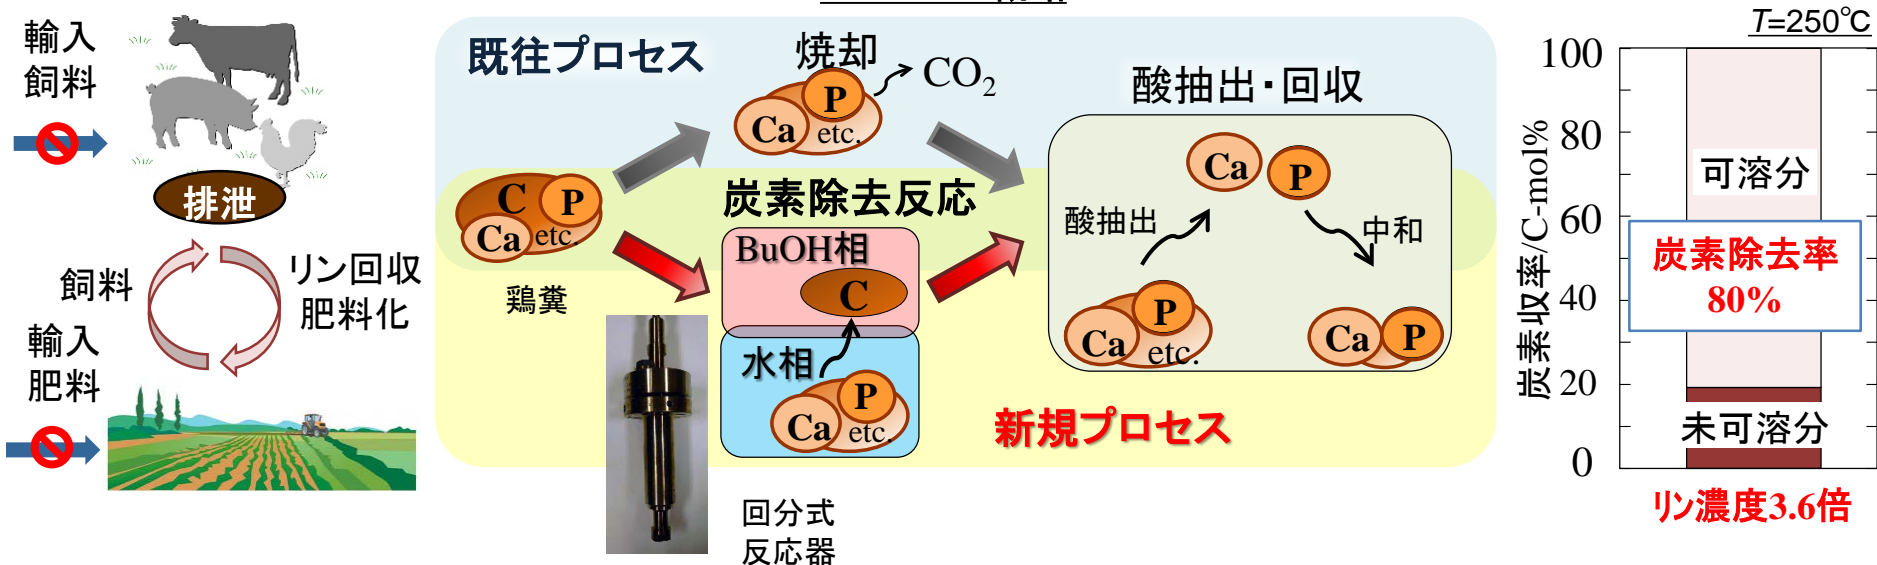 輸入
飼料
排泄
飼料
リン回収
肥料化
輸入
肥料
既往プロセス
焼却
CO2
P
Ca
etc.
C
P
Ca
etc.
鶏糞
炭素除去反応
BuOH相
C
水相
P
Ca
etc.
回分式
反応器
新規プロセス
酸抽出・回収
Ca
P
酸抽出
中和
P
Ca
etc.
Ca
P
T=250℃
炭素収率/C-mol%
100
80
60
40
20
0
可溶分
炭素除去率
80%
未可溶分
リン濃度3.6倍